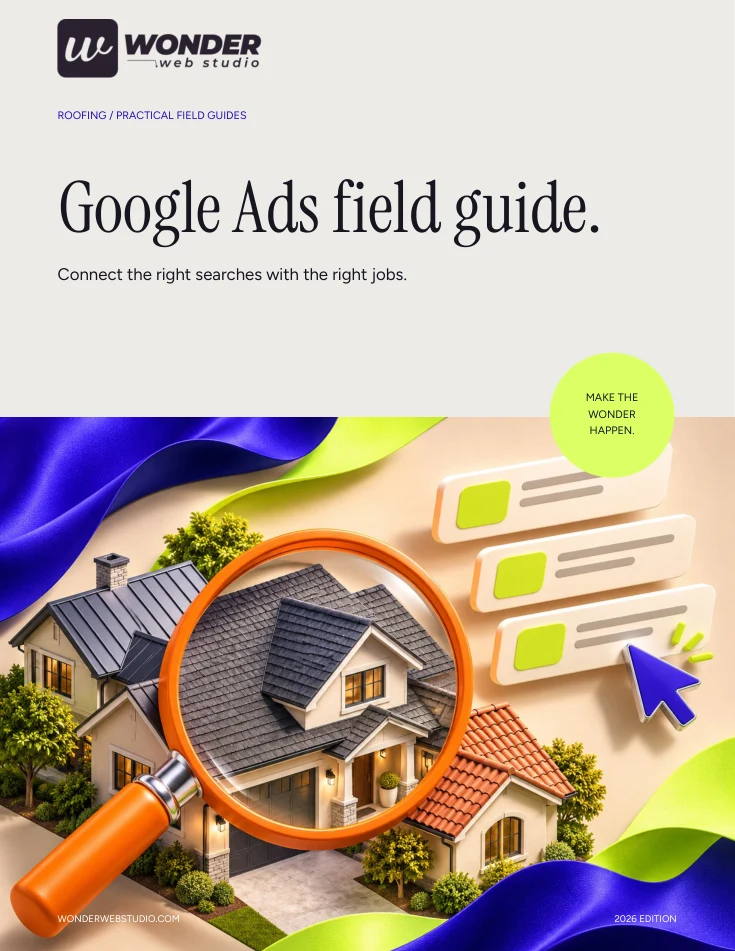 w WONDER
web studio
ROOFING / PRACTICAL FIELD GUIDES
Google Ads field guide.
Connect the right searches with the right jobs.
MAKE THE
WONDER
HAPPEN.
WONDERWEBSTUDIO.COM
2026 EDITION